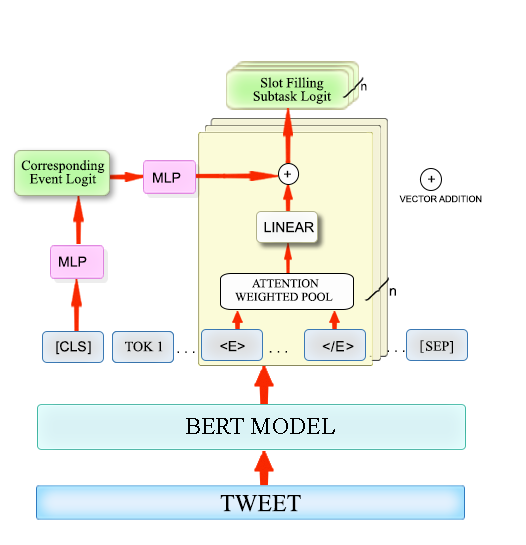 Slot Filling
Subtask Logit
n
Corresponding
Event Logit
MLP
+
+
VECTOR ADDITION
LINEAR
MLP
ATTENTION
WEIGHTED POOL
n
[CLS]
TOK 1
...
<E>
...
</E>
...
[SEP]
BERT MODEL
TWEET